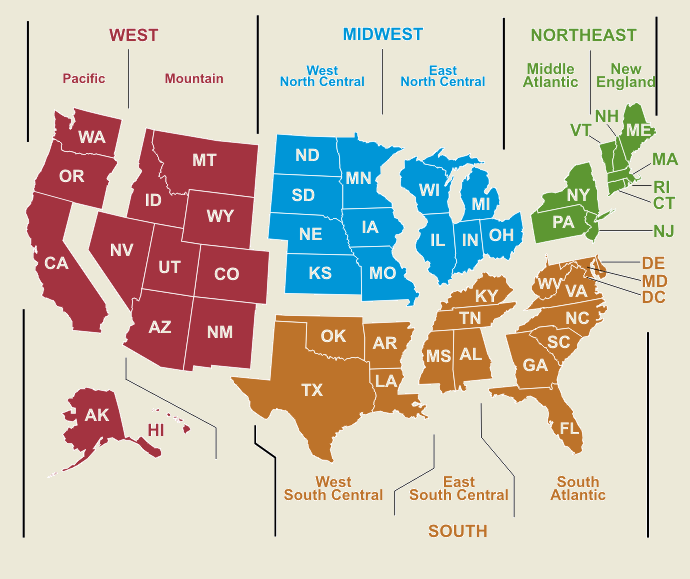 WEST
MIDWEST
NORTHEAST
Pacific
Mountain
West
North Central
East
North Central
Middle
Atlantic
New
England
NH
VT
ME
WA
OR
MT
ID
WY
CA
NV
UT
CO
AZ
NM
AK
HI
ND
SD
NE
KS
MN
IA
MO
WI
MI
IL
IN
OH
NY
PA
MA
RI
CT
NJ
DE
MD
DC
WV
VA
KY
TN
NC
SC
OK
AR
MS
AL
GA
LA
TX
FL
West
South Central
East
South Central
South
Atlantic
SOUTH